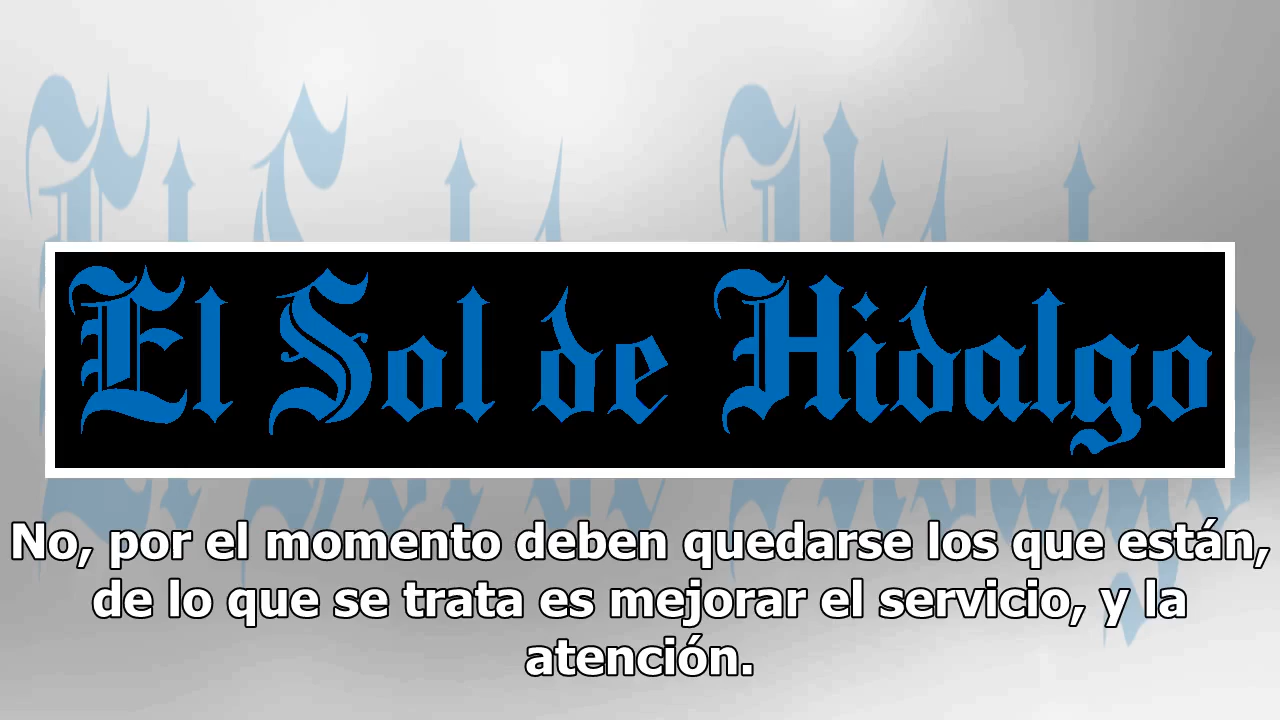 El Sol de Hidalgo
No, por el momento deben quedarse los que están,
de lo que se trata es mejorar el servicio, y la
atención.